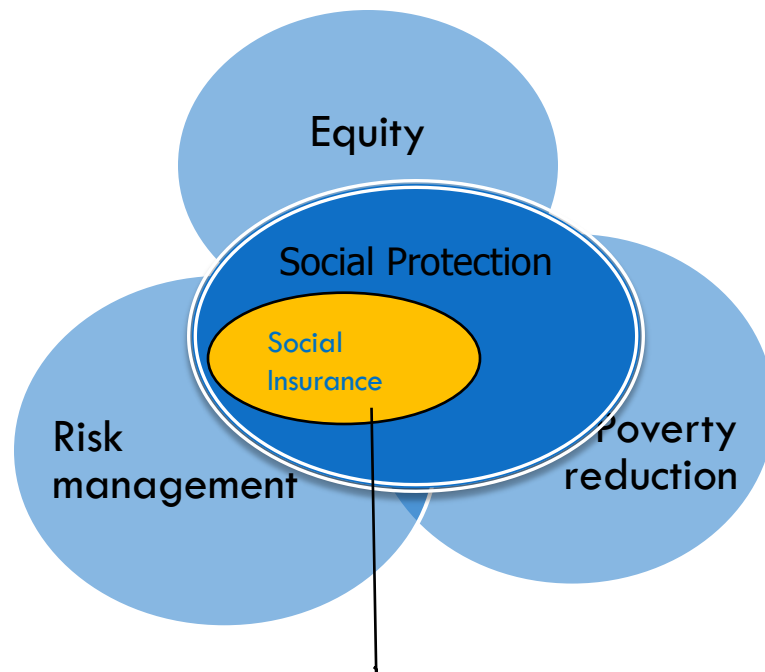 Equity
Social Protection
Social
Insurance
Risk
management
Poverty
reduction